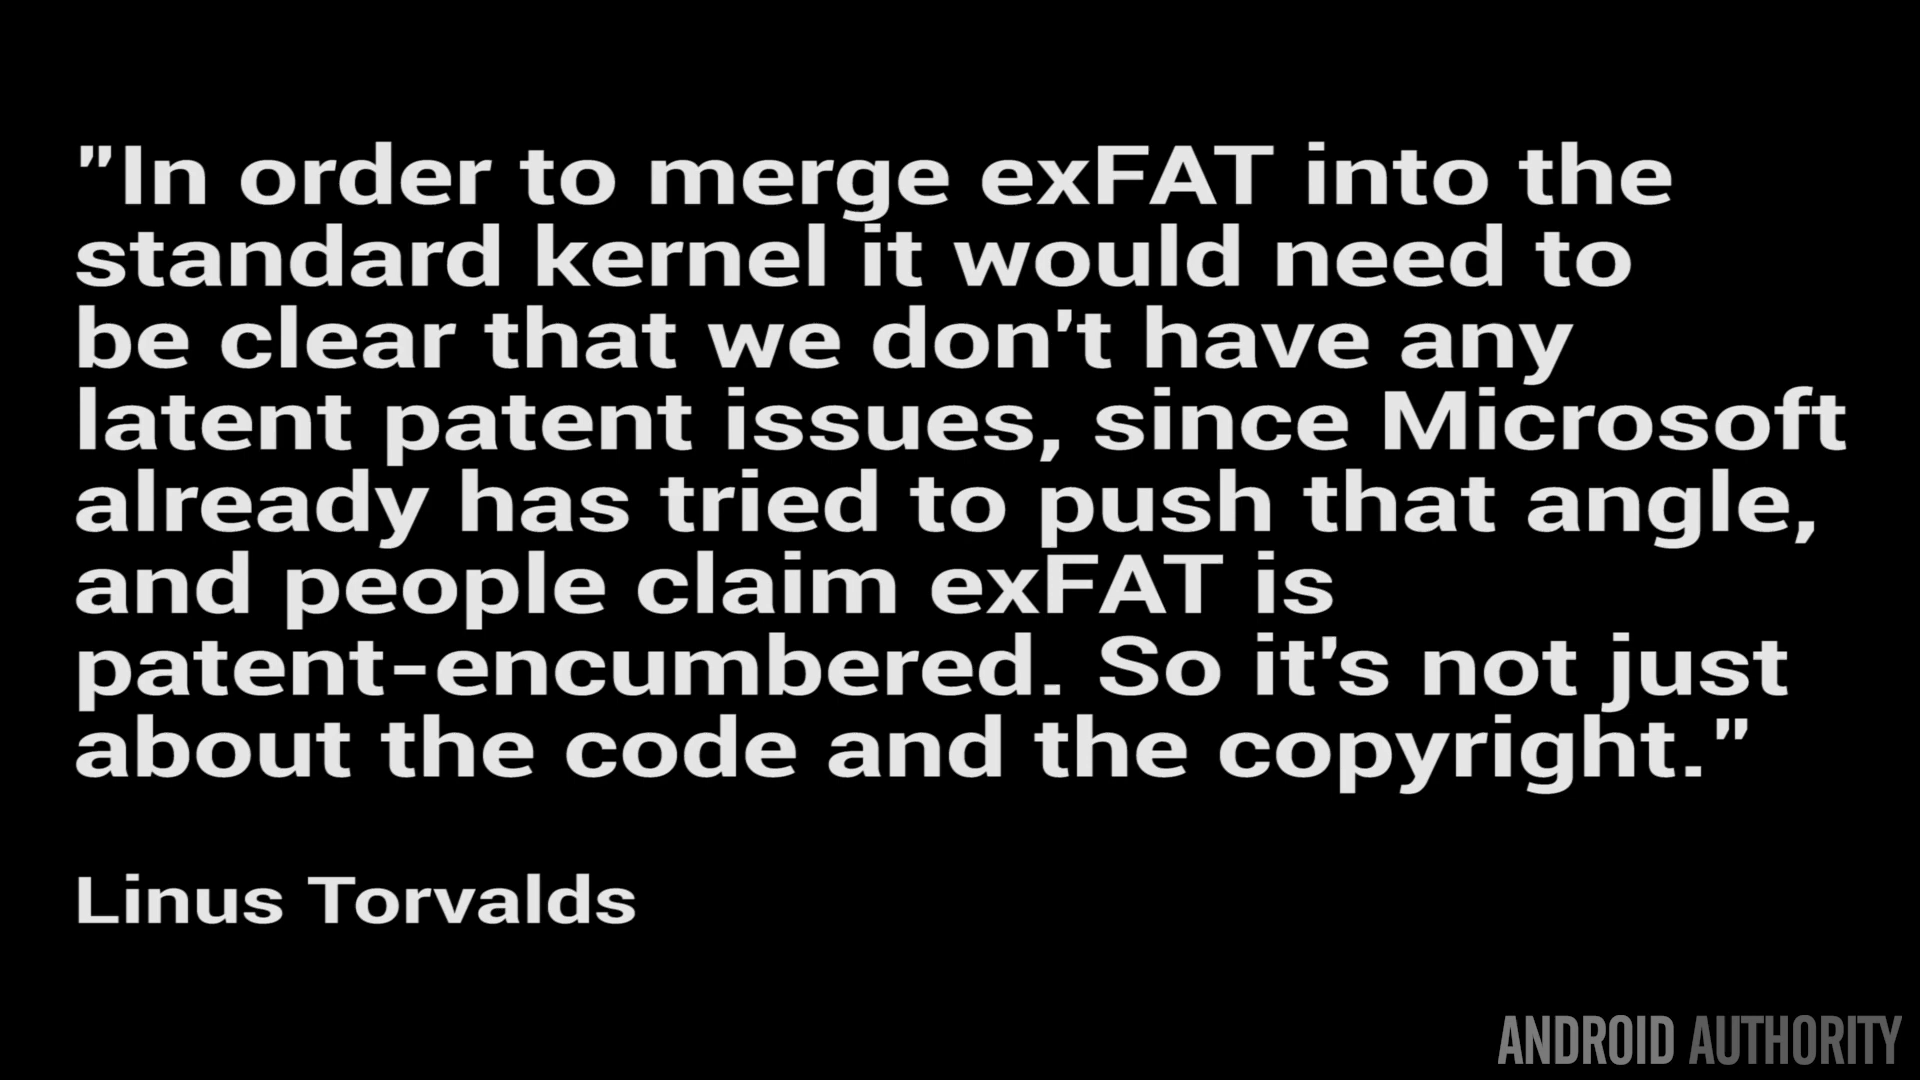 "In order to merge exFAT into the
standard kernel it would need to
be clear that we don't have any
latent patent issues, since Microsoft
already has tried to push that angle,
and people claim exFAT is
patent-encumbered. So it's not just
about the code and the copyright."
Linus Torvalds
ANDROID AUTHORITY